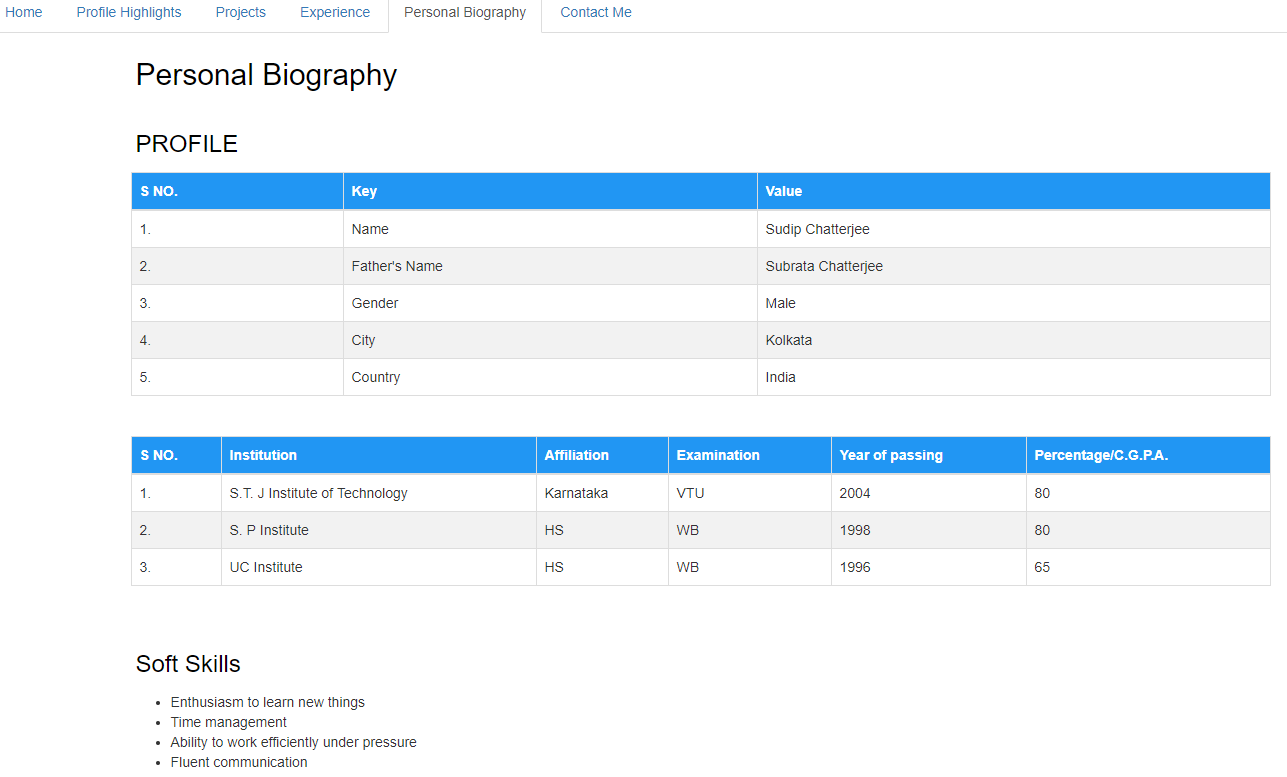 Home Profile Highlights Projects Experience Personal Biography Contact Me
Personal Biography
PROFILE
S NO. Key Value
1. Name Sudip Chatterjee
2. Father's Name Subrata Chatterjee
3. Gender Male
4. City Kolkata
5. Country India
S NO. Institution Affiliation Examination Year of passing Percentage/C.G.P.A.
1. S.T. J Institute of Technology Karnataka VTU 2004 80
2. S. P Institute HS WB 1998 80
3. UC Institute HS WB 1996 65
Soft Skills
• Enthusiasm to learn new things
• Time management
• Ability to work efficiently under pressure
• Fluent communication